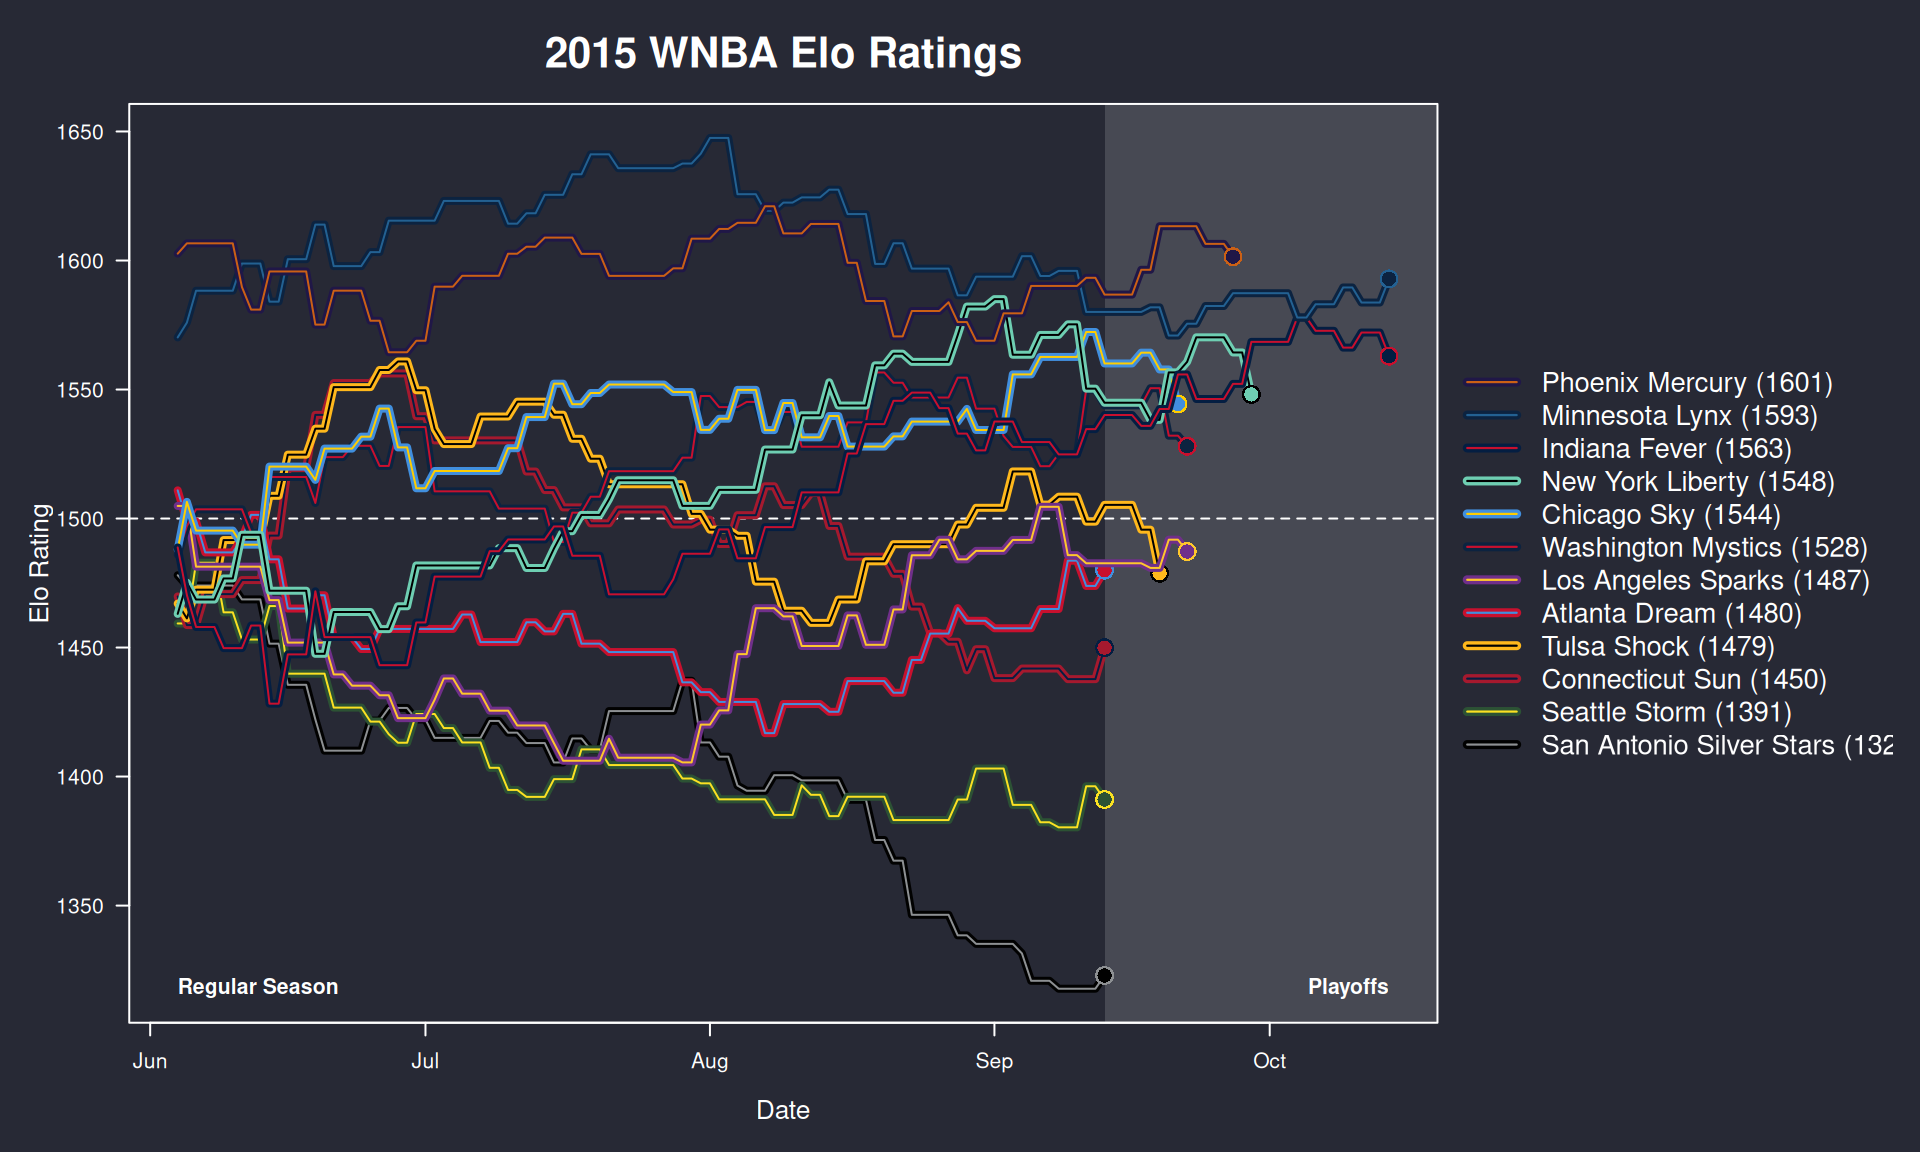 2015 WNBA Elo Ratings
1650
1600
1550
1500
1450
1400
1350
Elo Rating
Regular Season
Playoffs
Jun
Jul
Aug
Sep
Oct
Date
Phoenix Mercury (1601)
Minnesota Lynx (1593)
Indiana Fever (1563)
New York Liberty (1548)
Chicago Sky (1544)
Washington Mystics (1528)
Los Angeles Sparks (1487)
Atlanta Dream (1480)
Tulsa Shock (1479)
Connecticut Sun (1450)
Seattle Storm (1391)
San Antonio Silver Stars (132